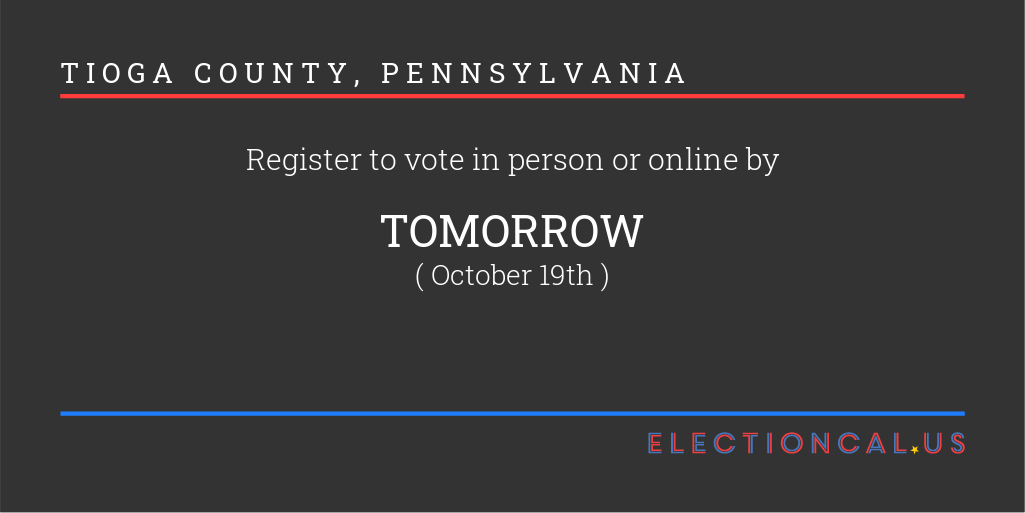 TIOGA COUNTY, PENNSYLVANIA
Register to vote in person or online by
TOMORROW
( October 19th )
ELECTIONCAL.US